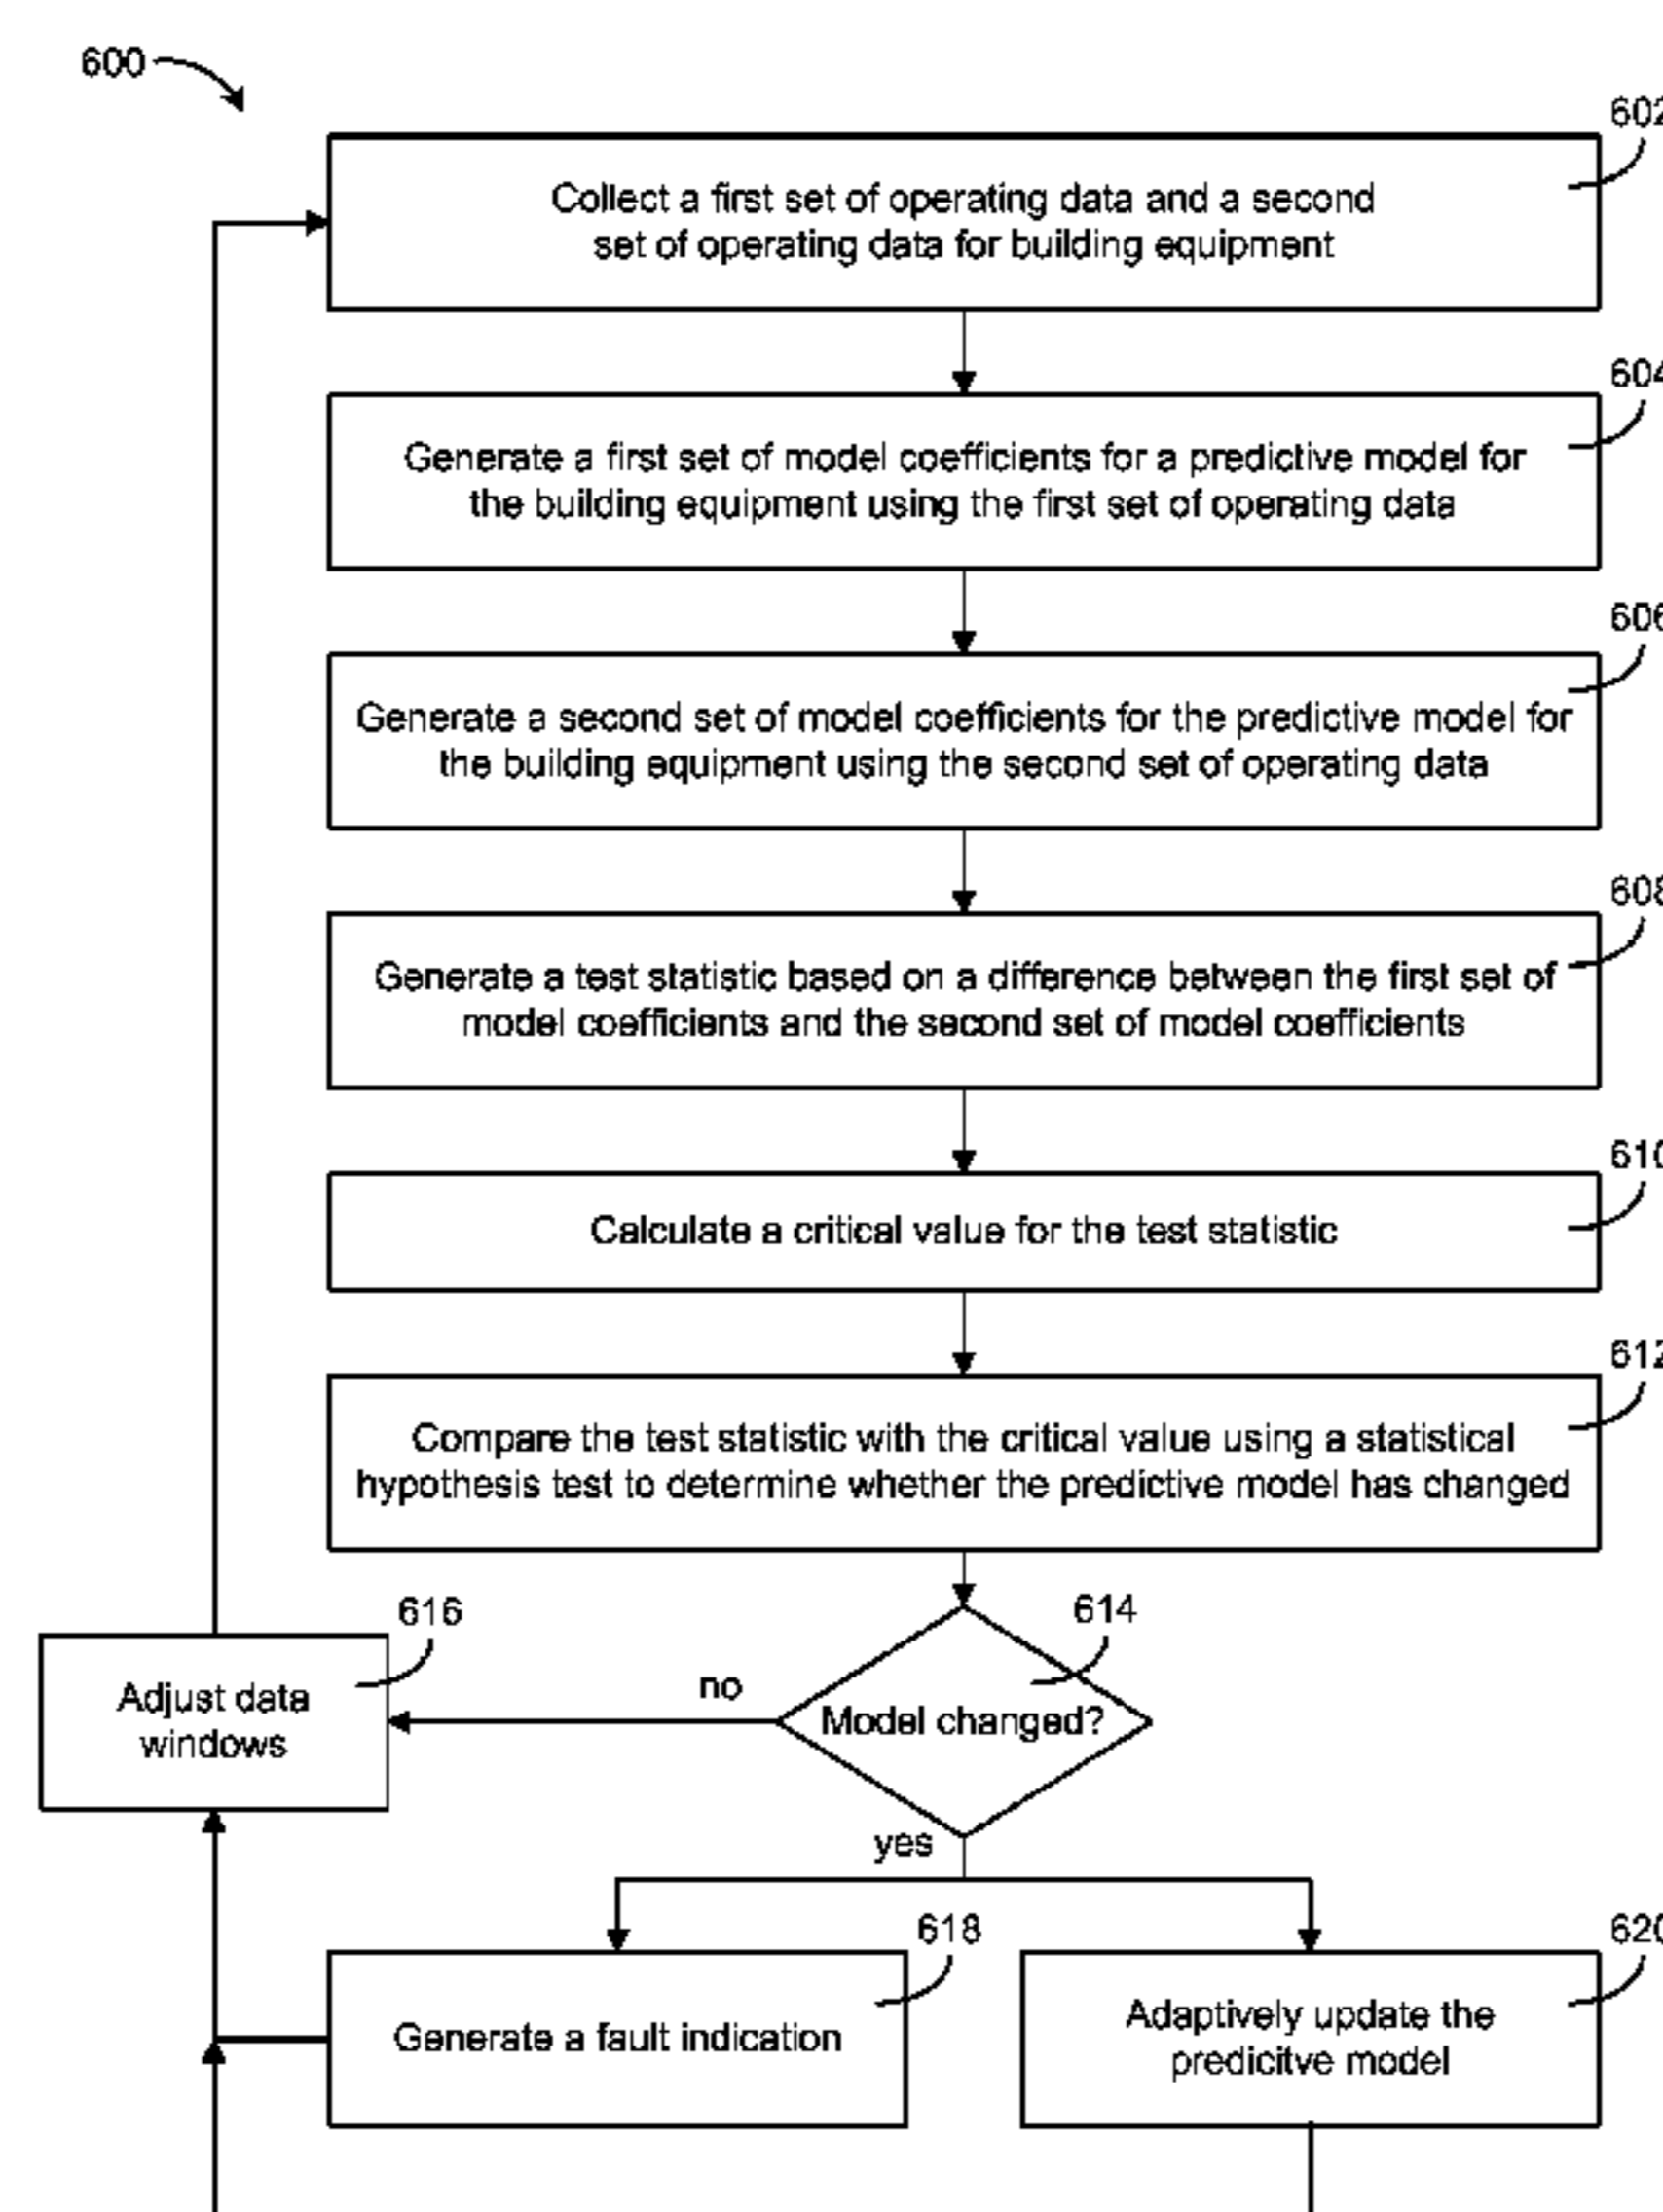 600
602
Collect a first set of operating data and a second
set of operating data for building equipment
604
Generate a first set of model coefficients for a predictive model for
the building equipment using the first set of operating data
606
Generate a second set of model coefficients for the predictive model for
the building equipment using the second set of operating data
608
Generate a test statistic based on a difference between the first set of
model coefficients and the second set of model coefficients
610
Calculate a critical value for the test statistic
612
Compare the test statistic with the critical value using a statistical
hypothesis test to determine whether the predictive model has changed
616
614
Adjust data
windows
no
Model changed?
yes
618
620
Generate a fault indication
Adaptively update the
predicitve model